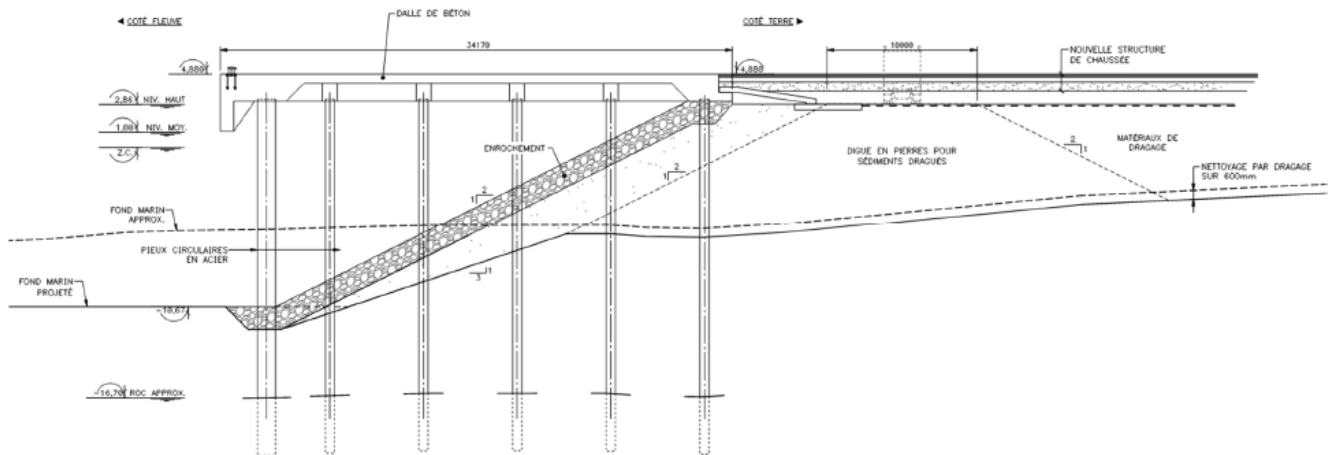 COTÉ FLEUVE
DALLE DE BÉTON
COTÉ TERRE
34170
10000
NOUVELLE STRUCTURE
DE CHAUSSÉE
4,888
4,888
2,86
NIV. HAUT
1,08
NIV. MOY.
Z.C.
ENROCHEMENT
2
1
2
1
2
1
DIGUE EN PIERRES POUR
SÉDIMENTS DRAGUÉS
MATÉRIAUX DE
DRAGAGE
NETTOYAGE PAR DRAGAGE
SUR 600mm
FOND MARIN
APPROX.
PIEUX CIRCULAIRES
EN ACIER
1
3
FOND MARIN
PROJETÉ
-10,67
-16,70
ROC APPROX.